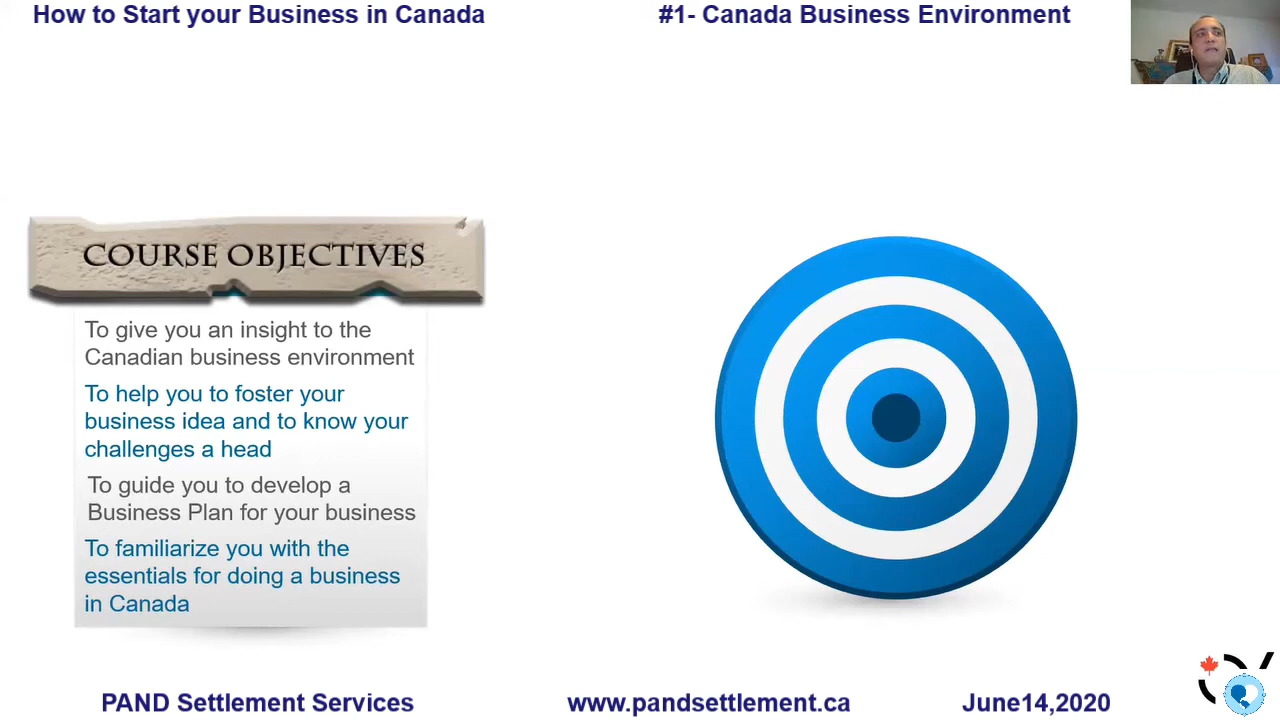 How to Start your Business in Canada
#1- Canada Business Environment
COURSE OBJECTIVES
To give you an insight to the
Canadian business environment
To help you to foster your
business idea and to know your
challenges a head
To guide you to develop a
Business Plan for your business
To familiarize you with the
essentials for doing a business
in Canada
PAND Settlement Services
www.pandsettlement.ca
June14,2020